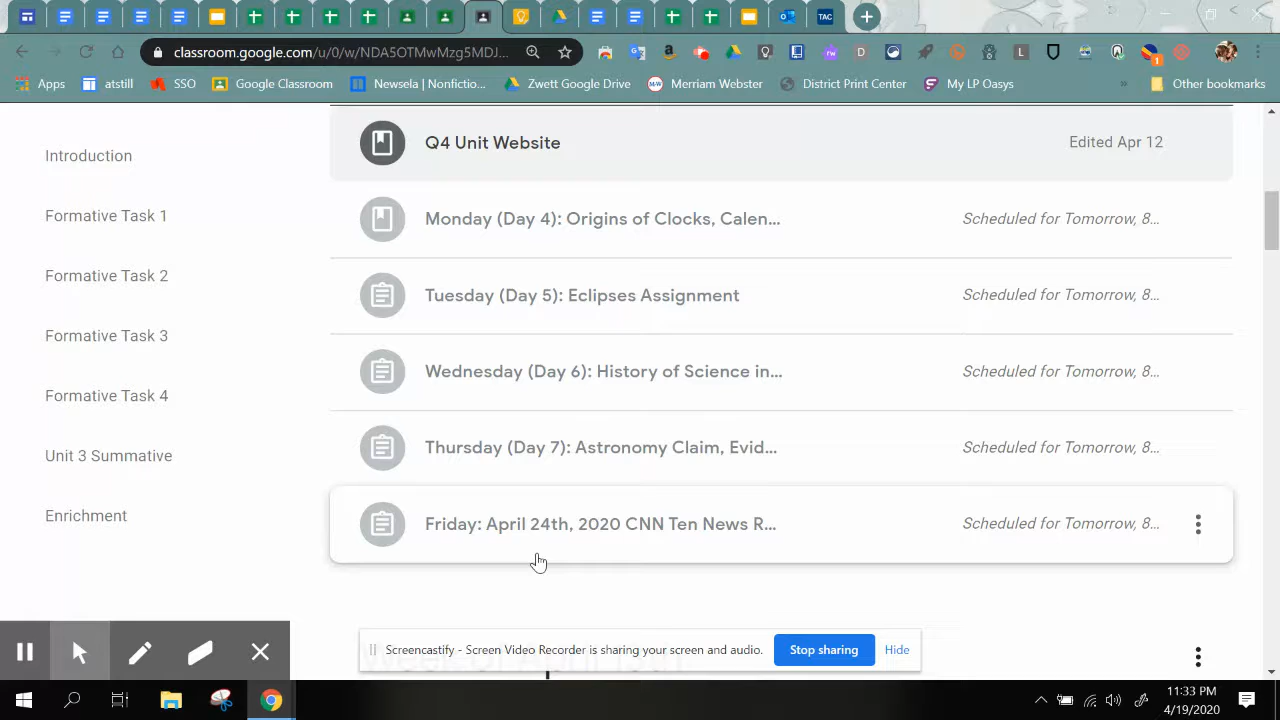 TAC
classroom.google.com/u/0/w/NDA5OTMwMzg5MDJ...
Apps
atstill
SSO
Google Classroom
Newsela | Nonfictio...
Zwett Google Drive
Merriam Webster
District Print Center
My LP Oasys
»
Other bookmarks
Introduction
Formative Task 1
Formative Task 2
Formative Task 3
Formative Task 4
Unit 3 Summative
Enrichment
Q4 Unit Website
Edited Apr 12
Monday (Day 4): Origins of Clocks, Calen...
Scheduled for Tomorrow, 8...
Tuesday (Day 5): Eclipses Assignment
Scheduled for Tomorrow, 8...
Wednesday (Day 6): History of Science in...
Scheduled for Tomorrow, 8...
Thursday (Day 7): Astronomy Claim, Evid...
Scheduled for Tomorrow, 8...
Friday: April 24th, 2020 CNN Ten News R...
Scheduled for Tomorrow, 8...
Screencastify - Screen Video Recorder is sharing your screen and audio.
Stop sharing
Hide
11:33 PM
4/19/2020